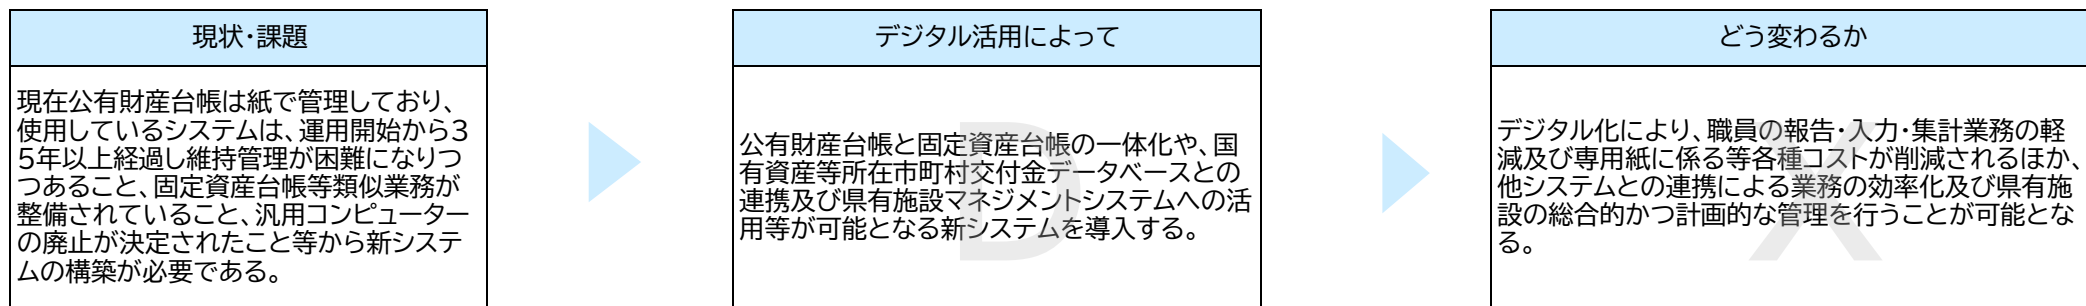 現状・課題
現在公有財産台帳は紙で管理しており、
使用しているシステムは、運用開始から3
5年以上経過し維持管理が困難になりつ
つあること、固定資産台帳等類似業務が
整備されていること、汎用コンピューター
の廃止が決定されたこと等から新システ
ムの構築が必要である。
デジタル活用によって
公有財産台帳と固定資産台帳の一体化や、国
有資産等所在市町村交付金データベースとの
連携及び県有施設マネジメントシステムへの活
用等が可能となる新システムを導入する。
D
どう変わるか
デジタル化により、職員の報告・入力・集計業務の軽
減及び専用紙に係る等各種コストが削減されるほか、
他システムとの連携による業務の効率化及び県有施
設の総合的かつ計画的な管理を行うことが可能とな
る。
X